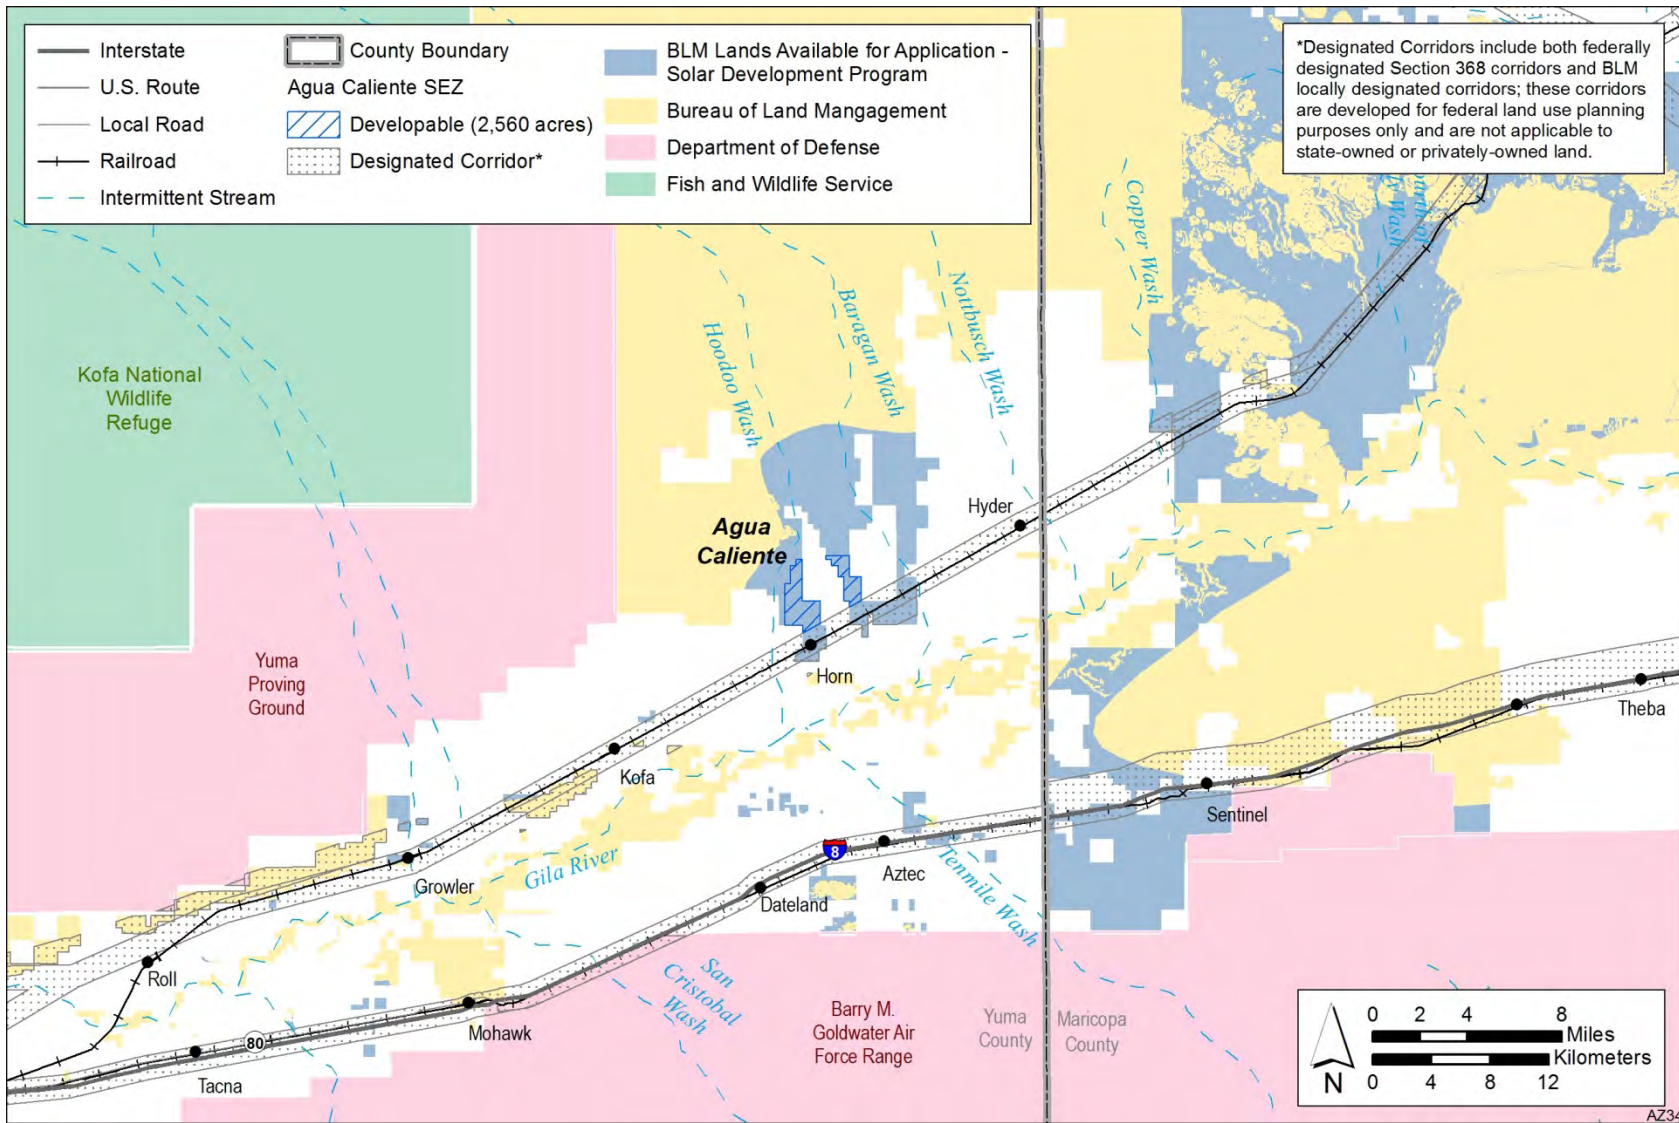 Interstate
U.S. Route
Local Road
Railroad
Intermittent Stream
County Boundary
Agua Caliente SEZ
Developable (2,560 acres)
Designated Corridor*
BLM Lands Available for Application -
Solar Development Program
Bureau of Land Mangagement
Department of Defense
Fish and Wildlife Service
*Designated Corridors include both federally
designated Section 368 corridors and BLM
locally designated corridors; these corridors
are developed for federal land use planning
purposes only and are not applicable to
state-owned or privately-owned land.
Copper Wash
Wash
Nottbusch Wash
Baragan Wash
Hoodoo Wash
Kofa National
Wildlife
Refuge
Hyder
Agua
Caliente
Horn
Yuma
Proving
Ground
Theba
Kofa
Sentinel
8
Aztec
Gila River
Growler
Dateland
Tenmile Wash
Roll
San
Cristobal
Wash
Mohawk
80
Tacna
Barry M.
Goldwater Air
Force Range
Yuma
County
Maricopa
County
N
0 4 8
2 4 Miles
Kilometers
4 8
0 4 8 12
AZ34